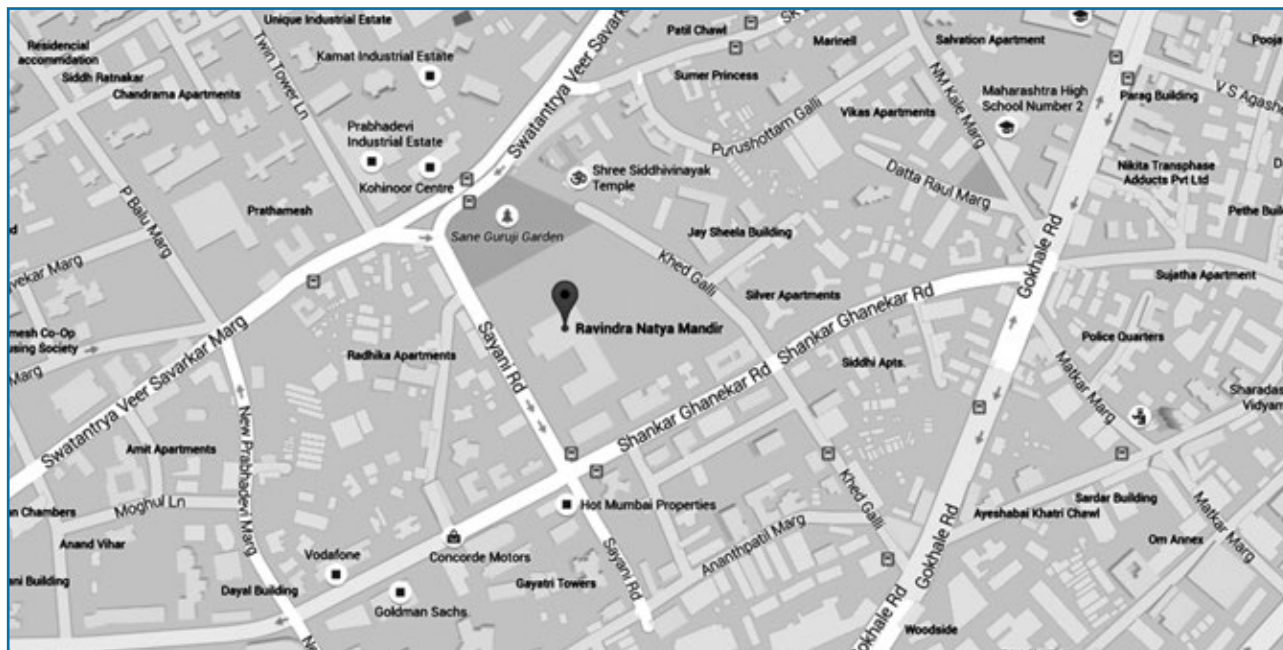 Unique Industrial Estate
Patil Chawl
Residencial
accommodation
Kamat Industrial Estate
Marinell
Salvation Apartment
Siddh Ratnakar
Chandrama Apartments
Twin Tower Ln
Swatantrya Veer Savarkar
Sumer Princess
NM Kale Marg
Maharashtra High
School Number 2
Parag Building
Vikas Apartments
Purushottam Galli
Prabhadevi
Industrial Estate
Kohinoor Centre
Shree Siddhivinayak
Temple
Datta Raul Marg
Nikita Transphase
Adducts Pvt Ltd
P Balu Marg
Prathamesh
Sane Guruji Garden
Jay Sheela Building
Gokhale Rd
Khed Galli
Sujatha Apartment
Silver Apartments
Shankar Ghanekar Rd
Ravindra Natya Mandir
Police Quarters
Radhika Apartments
Sayani Rd
Siddhi Apts.
Matkar Marg
Swatantrya Veer Savarkar Marg
Shankar Ghanekar Rd
Amit Apartments
New Prabhadevi Marg
Moghul Ln
Hot Mumbai Properties
Khed Galli
Sardar Building
Ayeshabai Khatri Chawl
Matkar Marg
Anand Vihar
Vodafone
Concorde Motors
Sayani Rd
Ananthpatil Marg
Gokhale Rd
Om Annex
Dayal Building
Gayatri Towers
Goldman Sachs.
Gokhale Rd
Woodside